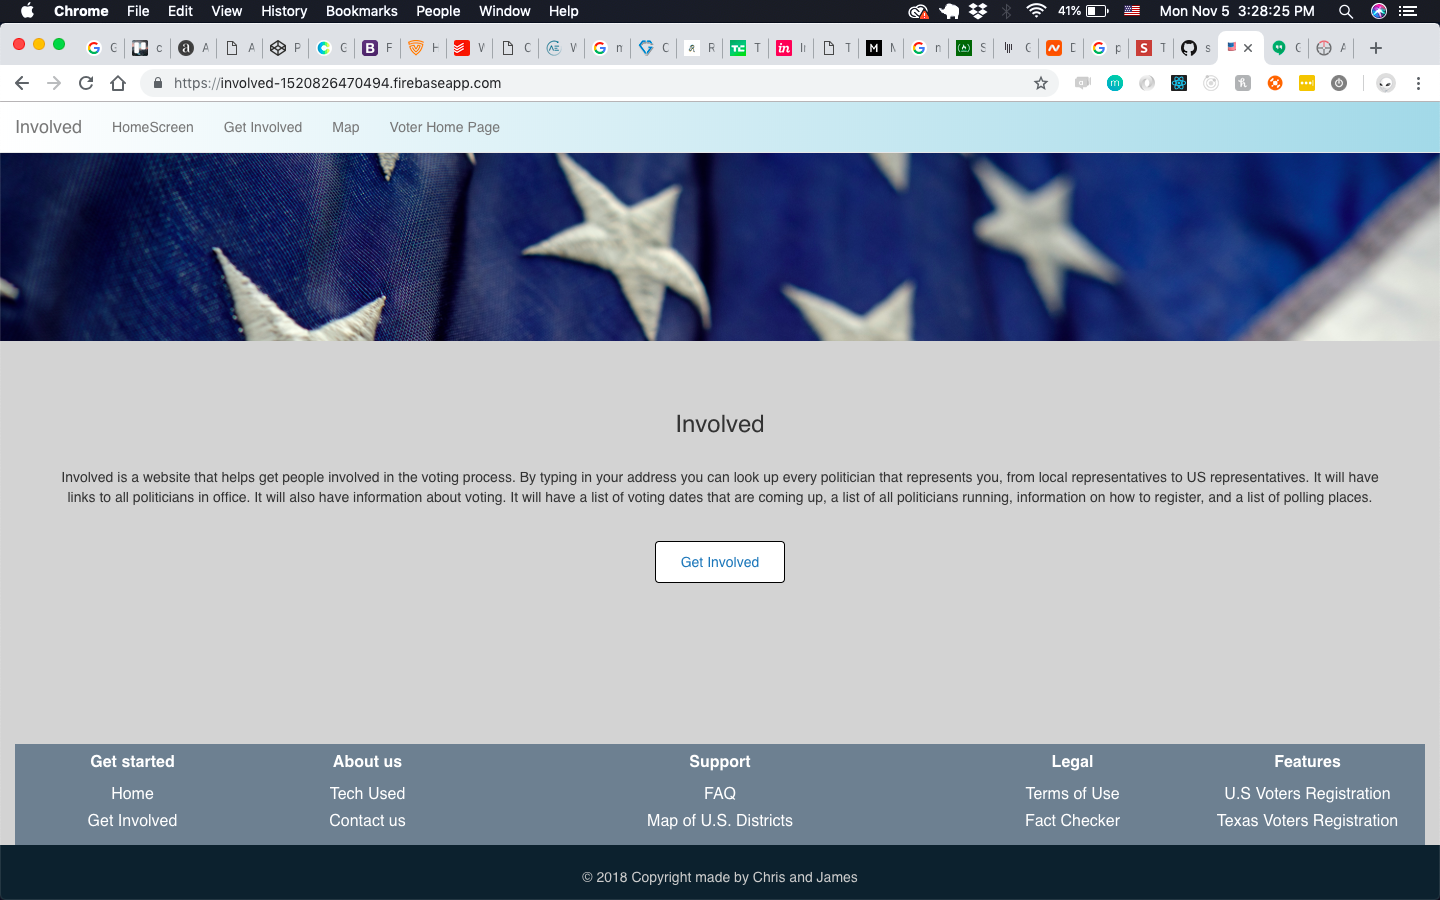 Chrome File Edit View History Bookmarks People Window Help 41% Mon Nov 5 3:28:25 PM
https://involved-1520826470494.firebaseapp.com
Involved HomeScreen Get Involved Map Voter Home Page
Involved
Involved is a website that helps get people involved in the voting process. By typing in your address you can look up every politician that represents you, from local representatives to US representatives. It will have
links to all politicians in office. It will also have information about voting. It will have a list of voting dates that are coming up, a list of all politicians running, information on how to register, and a list of polling places.
Get Involved
Get started About us Support Legal Features
Home Tech Used FAQ Terms of Use U.S Voters Registration
Get Involved Contact us Map of U.S. Districts Fact Checker Texas Voters Registration
© 2018 Copyright made by Chris and James